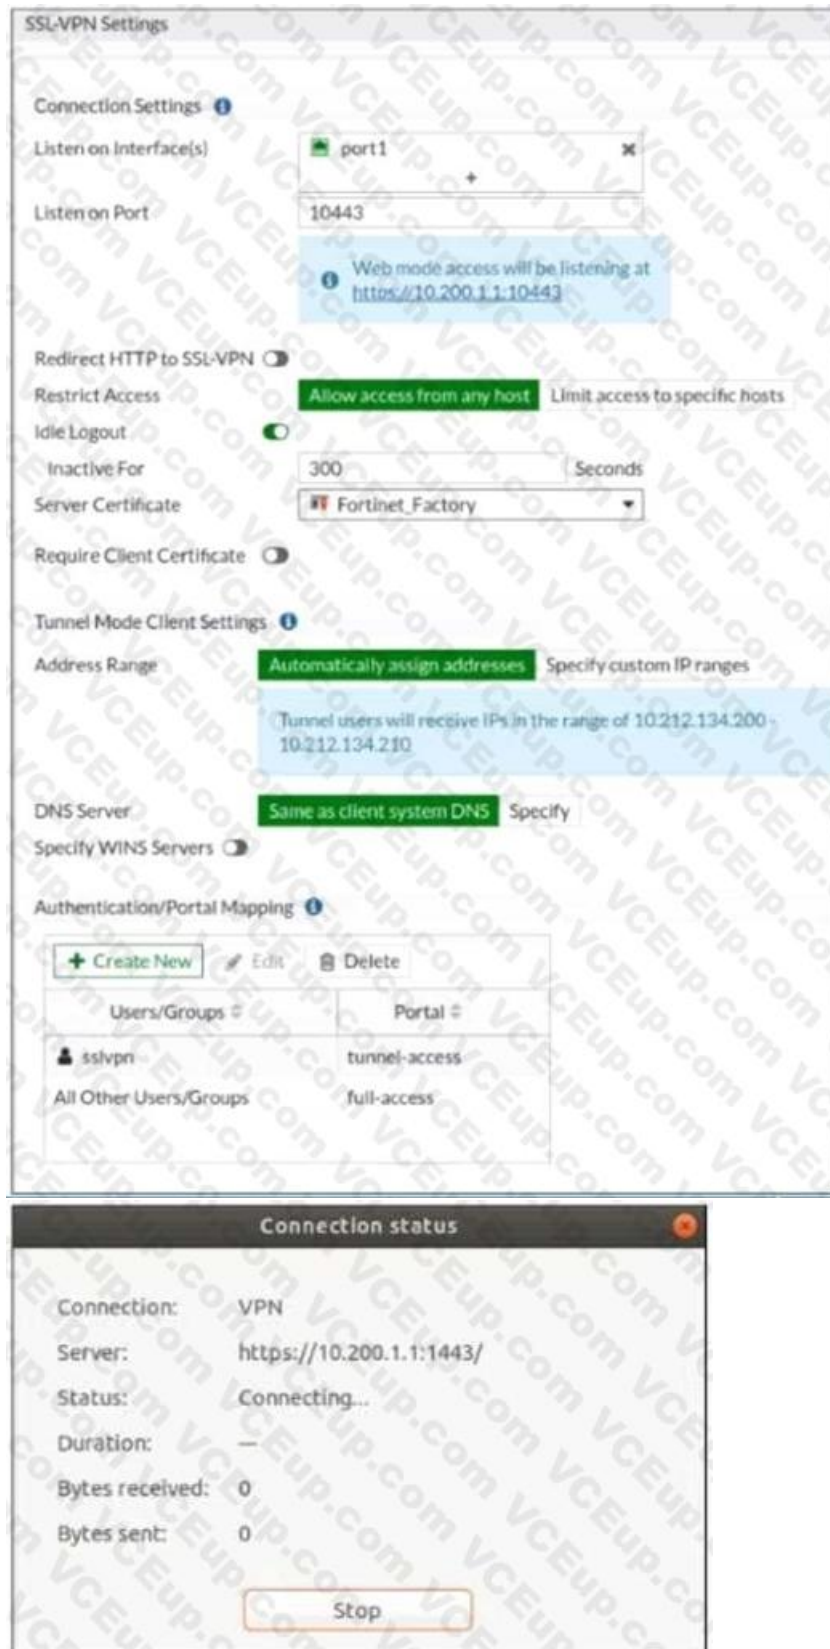 SSL-VPN Settings
Connection Settings
Listen on Interface(s) port1
Listen on Port 10443
Web mode access will be listening at
https://10.200.1.1:10443
Redirect HTTP to SSL-VPN
Restrict Access Allow access from any host Limit access to specific hosts
Idle Logout
Inactive For 300 Seconds
Server Certificate Fortinet_Factory
Require Client Certificate
Tunnel Mode Client Settings
Address Range Automatically assign addresses Specify custom IP ranges
Tunnel users will receive IPs in the range of 10.212.134.200 -
10.212.134.210
DNS Server Same as client system DNS Specify
Specify WINS Servers
Authentication/Portal Mapping
+ Create New Edit Delete
Users/Groups Portal
sslvpn tunnel-access
All Other Users/Groups full-access
Connection status
Connection: VPN
Server: https://10.200.1.1:1443/
Status: Connecting...
Duration: —
Bytes received: 0
Bytes sent: 0
Stop
VCEup.com